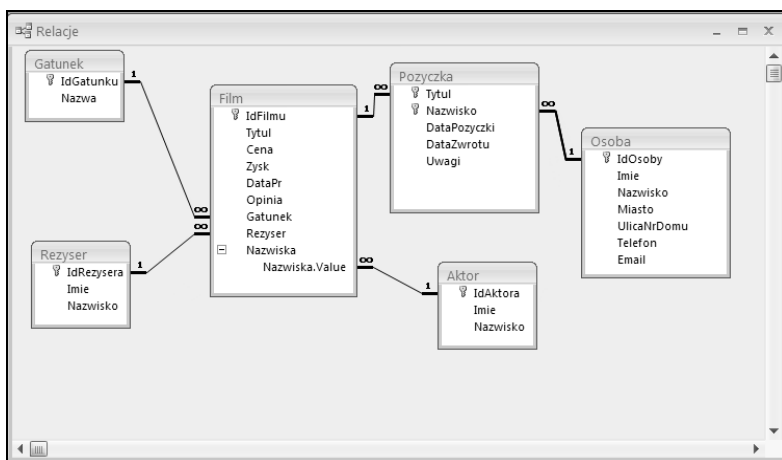 Relacje
Gatunek
IdGatunku
Nazwa
1
∞
Film
IdFilmu
Tytul
Cena
Zysk
DataPr
Opinia
Gatunek
Rezyser
Nazwiska
Nazwiska.Value
1
∞
Pozyczka
Tytul
Nazwisko
DataPozyczki
DataZwrotu
Uwagi
∞
1
Osoba
IdOsoby
Imie
Nazwisko
Miasto
UlicaNrDomu
Telefon
Email
Rezyser
IdRezysera
Imie
Nazwisko
1
∞
∞
1
Aktor
IdAktora
Imie
Nazwisko